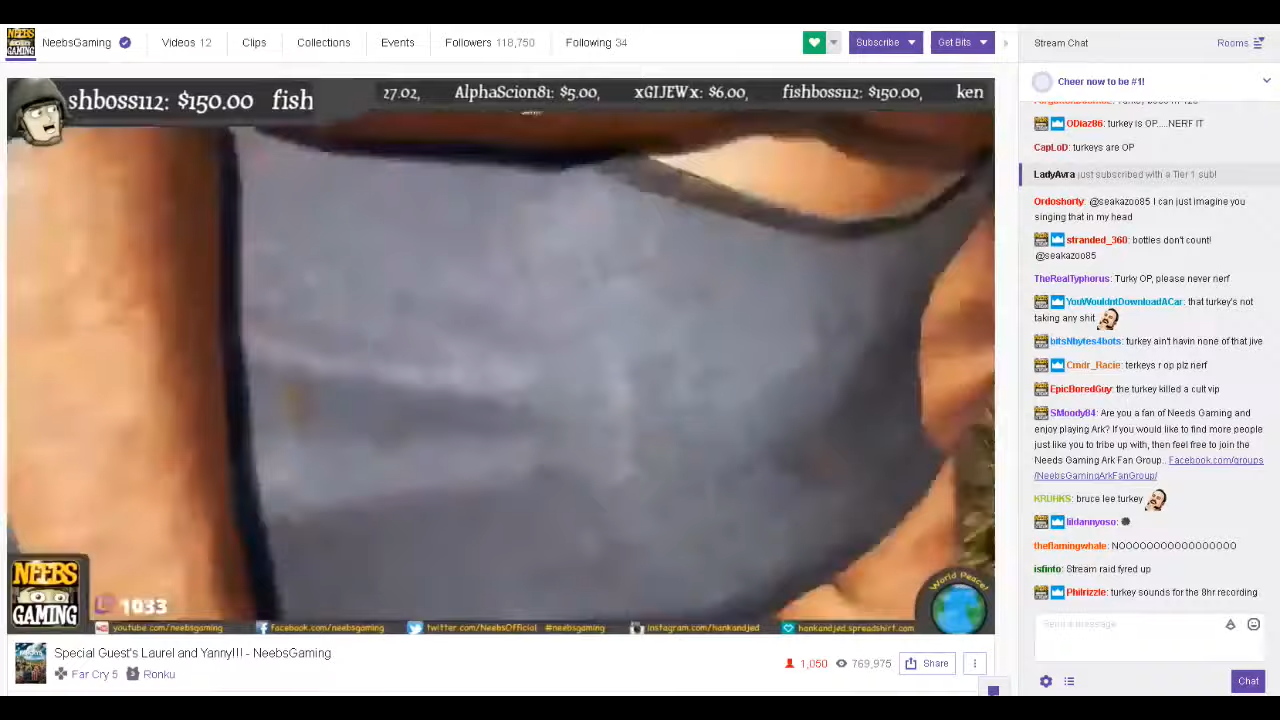 NEEBS
GAMING
NeebsGaming
Videos 12
Clips
Collections
Events
Followers 118,750
Following 34
Subscribe
Get Bits
Stream Chat
Rooms
shboss112: $150.00 fish
27.02, AlphaScion81: $5.00, xGIJEWx: $6.00, fishboss112: $150.00, ken
Cheer now to be #1!
ODiaz86: turkey is OP.....NERF IT
CapLoD: turkeys are OP
LadyAvra just subscribed with a Tier 1 sub!
Ordoshorty: @seakazoo85 I can just imagine you
singing that in my head
stranded_360: bottles don't count!
@seakazoo85
TheRealTyphorus: Turky OP, please never nerf
YouWouldntDownloadACar: that turkey's not
taking any shit
bitsNbytes4bots: turkey ain't havin none of that jive
Cmdr_Racie: terkeys r op plz nerf
EpicBoredGuy: the turkey killed a cult vip
SMoody84: Are you a fan of Needs Gaming and
enjoy playing Ark? If you would like to find more people
just like you to tribe up with, then feel free to join the
Needs Gaming Ark Fan Group.. Facebook.com/groups
/NeebsGamingArkFanGroup/
KRUHKS: bruce lee turkey
lildannyoso:
theflamingwhale: NOOOOOOOOOOOOOOOOO
isfinto: Stream raid fyred up
Philrizzle: turkey sounds for the 8hr recording
Send a message
Chat
NEEBS
GAMING
1033
World Peace!
youtube.com/neebsgaming
facebook.com/neebsgaming
twitter.com/NeebsOfficial #neebsgaming
instagram.com/hankandjed
hankandjed.spreadshirt.com
Special Guest's Laurel and Yanny!!! - NeebsGaming
Far Cry 5
Ronku
1,050
769,975
Share